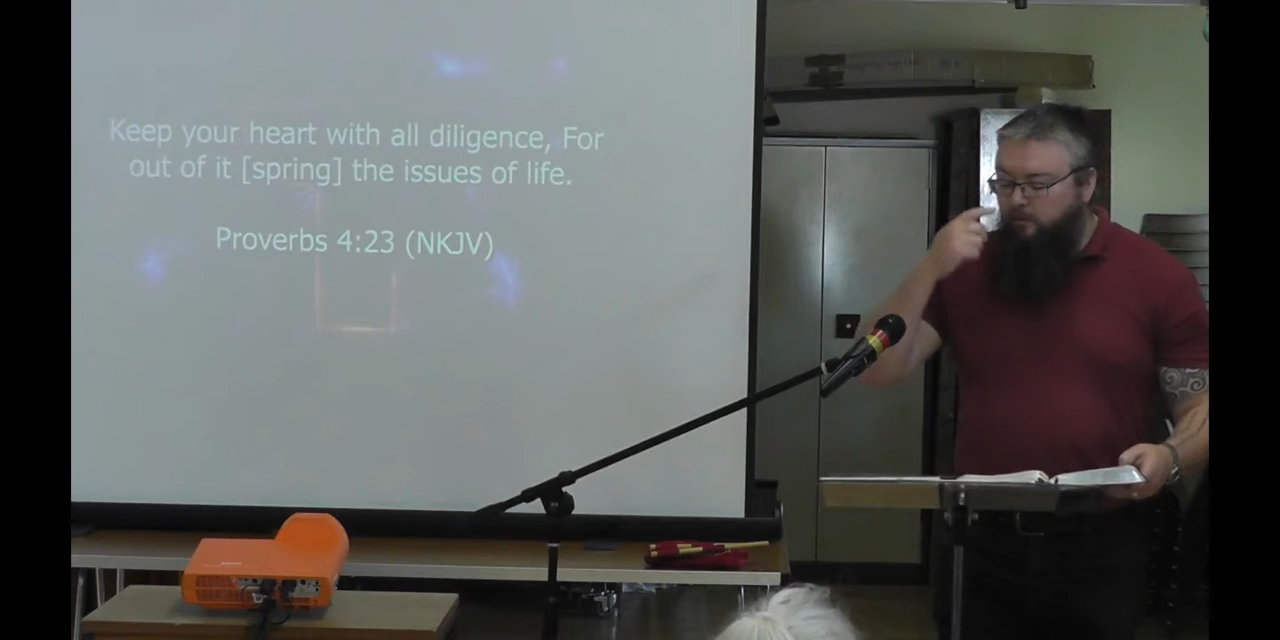 Keep your heart with all diligence, For
out of it [spring] the issues of life.
Proverbs 4:23 (NKJV)